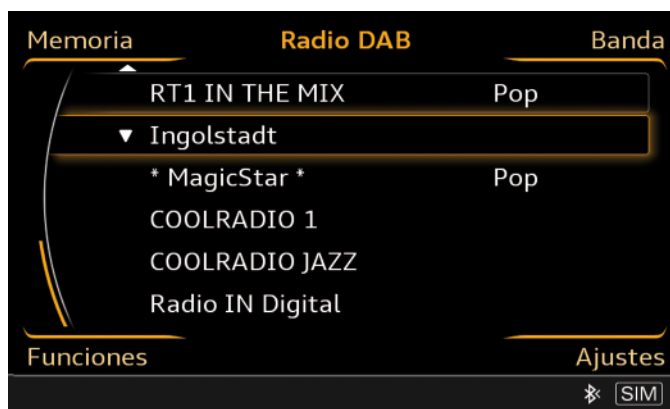 Memoria Radio DAB Banda
RT1 IN THE MIX Pop
Ingolstadt
* MagicStar * Pop
COOLRADIO 1
COOLRADIO JAZZ
Radio IN Digital
Funciones Ajustes
SIM